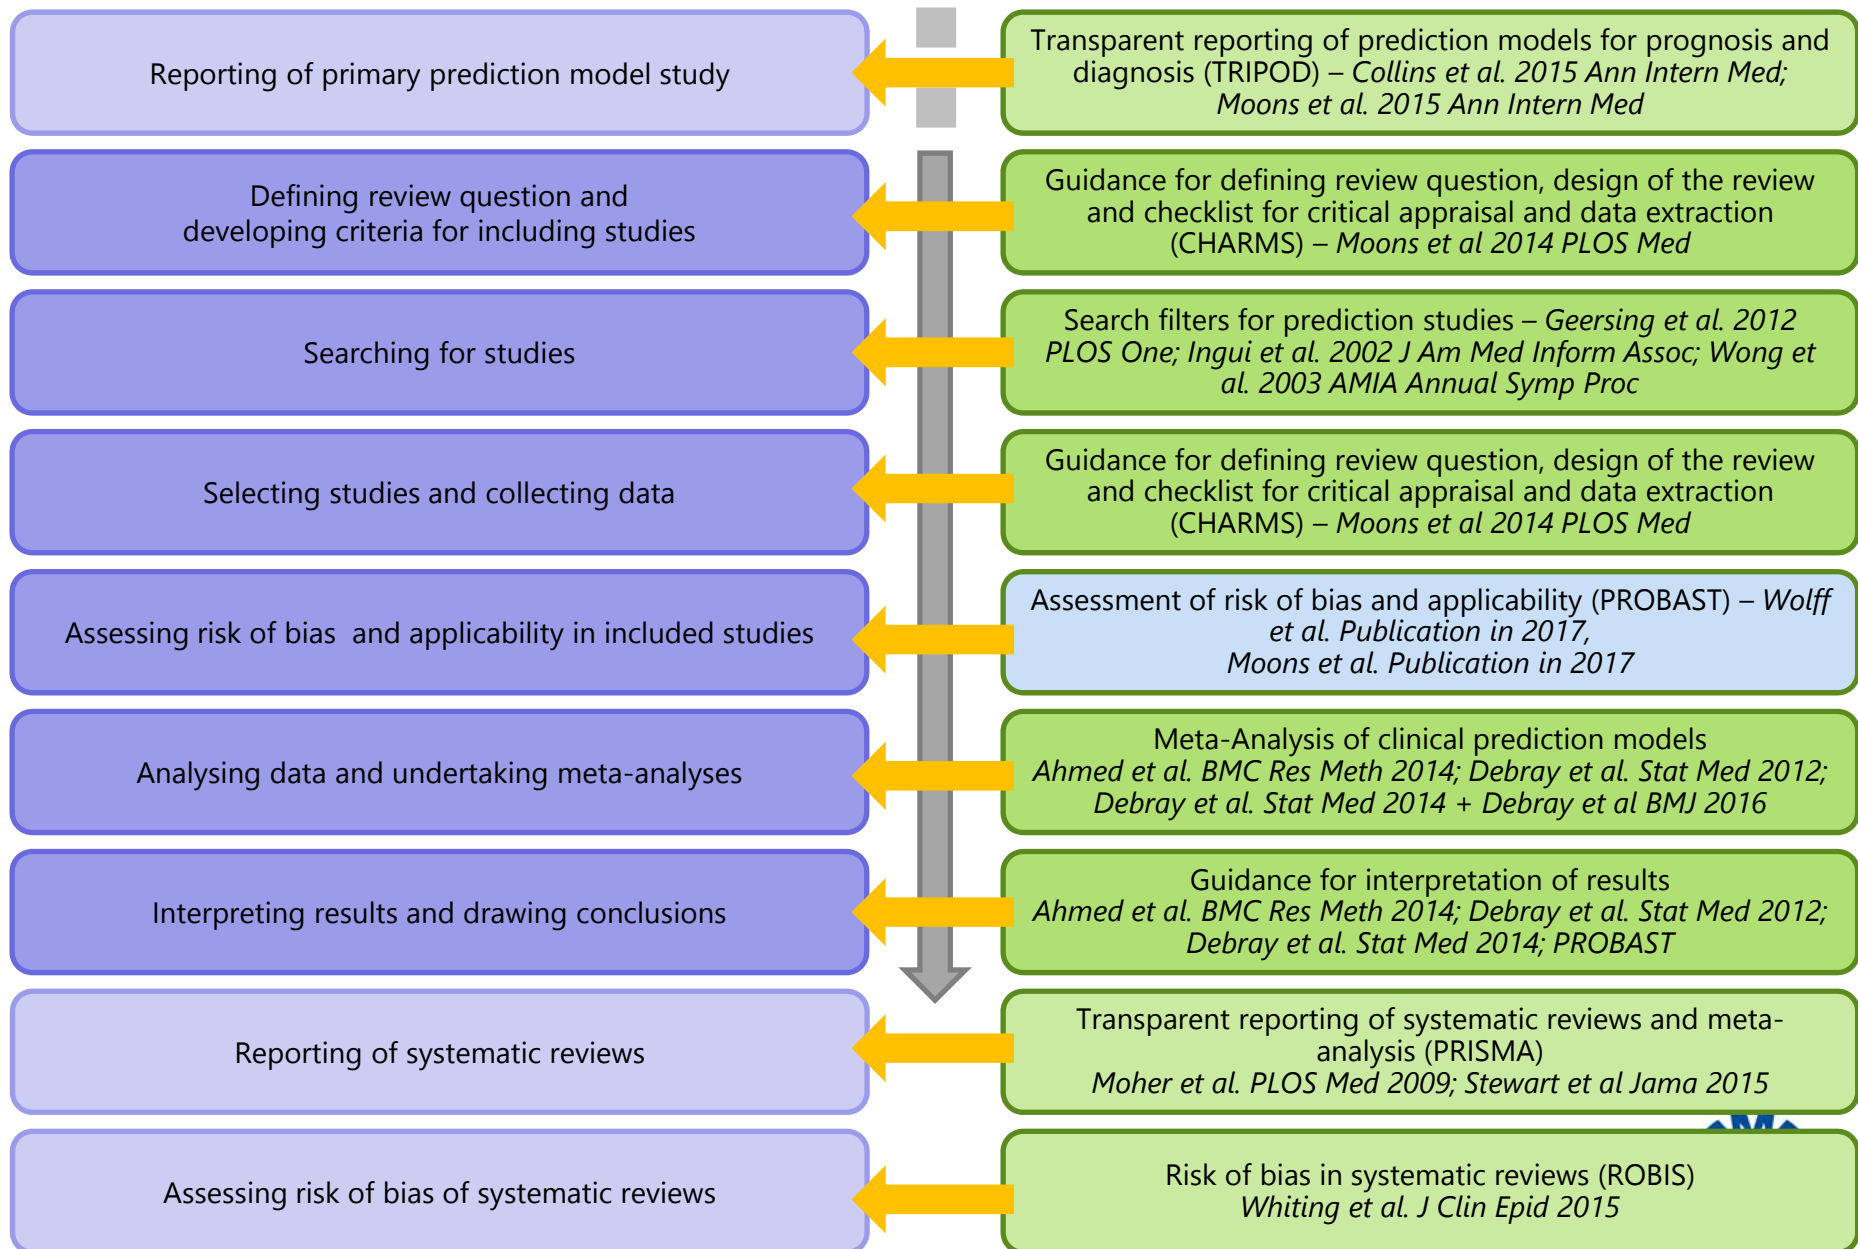 Reporting of primary prediction model study
Transparent reporting of prediction models for prognosis and
diagnosis (TRIPOD) – Collins et al. 2015 Ann Intern Med;
Moons et al. 2015 Ann Intern Med
Defining review question and
developing criteria for including studies
Guidance for defining review question, design of the review
and checklist for critical appraisal and data extraction
(CHARMS) – Moons et al 2014 PLOS Med
Searching for studies
Search filters for prediction studies – Geersing et al. 2012
PLOS One; Ingui et al. 2002 J Am Med Inform Assoc; Wong et
al. 2003 AMIA Annual Symp Proc
Selecting studies and collecting data
Guidance for defining review question, design of the review
and checklist for critical appraisal and data extraction
(CHARMS) – Moons et al 2014 PLOS Med
Assessing risk of bias  and applicability in included studies
Assessment of risk of bias and applicability (PROBAST) – Wolff
et al. Publication in 2017,
Moons et al. Publication in 2017
Analysing data and undertaking meta-analyses
Meta-Analysis of clinical prediction models
Ahmed et al. BMC Res Meth 2014; Debray et al. Stat Med 2012;
Debray et al. Stat Med 2014 + Debray et al BMJ 2016
Interpreting results and drawing conclusions
Guidance for interpretation of results
Ahmed et al. BMC Res Meth 2014; Debray et al. Stat Med 2012;
Debray et al. Stat Med 2014; PROBAST
Reporting of systematic reviews
Transparent reporting of systematic reviews and meta-
analysis (PRISMA)
Moher et al. PLOS Med 2009; Stewart et al Jama 2015
Assessing risk of bias of systematic reviews
Risk of bias in systematic reviews (ROBIS)
Whiting et al. J Clin Epid 2015